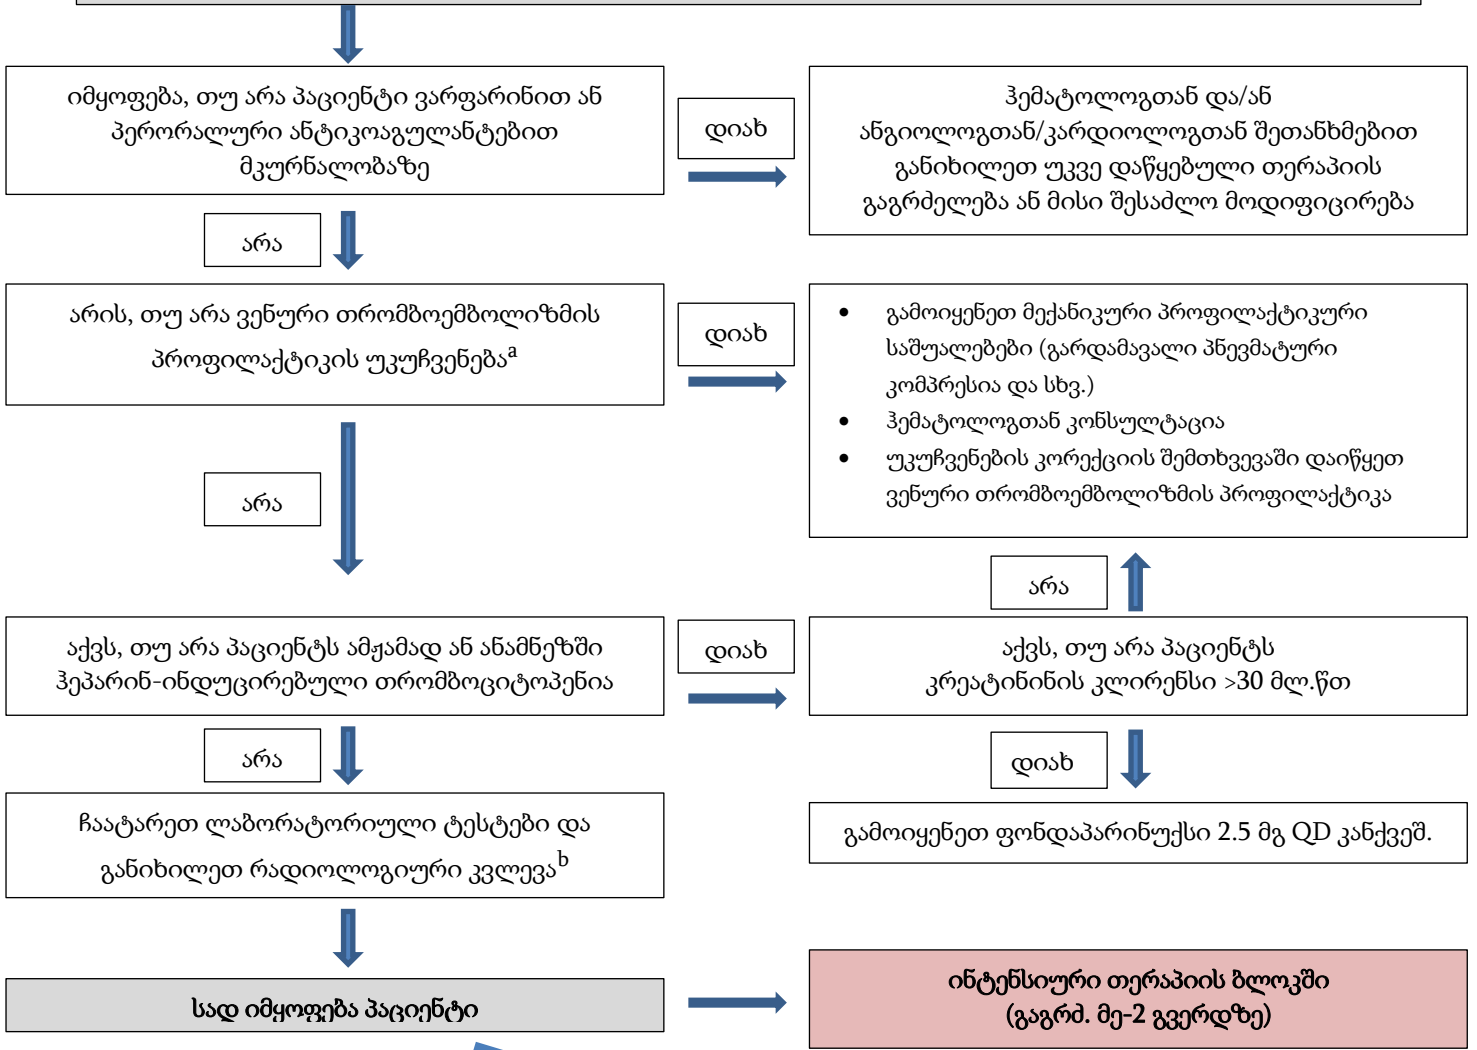 იმყოფება, თუ არა პაციენტი ვარფარინით ან
პერორალური ანტიკოაგულანტებით
მკურნალობაზე
დიახ
ჰემატოლოგთან და/ან
ანგიოლოგთან/კარდიოლოგთან შეთანხმებით
განიხილეთ უკვე დაწყებული თერაპიის
გაგრძელება ან მისი შესაძლო მოდიფიცირება
არა
არის, თუ არა ვენური თრომბოემბოლიზმის
პროფილაქტიკის უკუჩვენება^a
დიახ
• გამოიყენეთ მექანიკური პროფილაქტიკური
საშუალებები (გარდამავალი პნევმატური
კომპრესია და სხვ.)
• ჰემატოლოგთან კონსულტაცია
• უკუჩვენების კორექციის შემთხვევაში დაიწყეთ
ვენური თრომბოემბოლიზმის პროფილაქტიკა
არა
არა
აქვს, თუ არა პაციენტს ამჟამად ან ანამნეზში
ჰეპარინ-ინდუცირებული თრომბოციტოპენია
დიახ
აქვს, თუ არა პაციენტს
კრეატინინის კლირენსი >30 მლ.წთ
არა
დიახ
ჩაატარეთ ლაბორატორიული ტესტები და
განიხილეთ რადიოლოგიური კვლევა^b
გამოიყენეთ ფონდაპარინუქსი 2.5 მგ QD კანქვეშ.
სად იმყოფება პაციენტი
ინტენსიური თერაპიის ბლოკში
(გაგრძ. მე-2 გვერდზე)